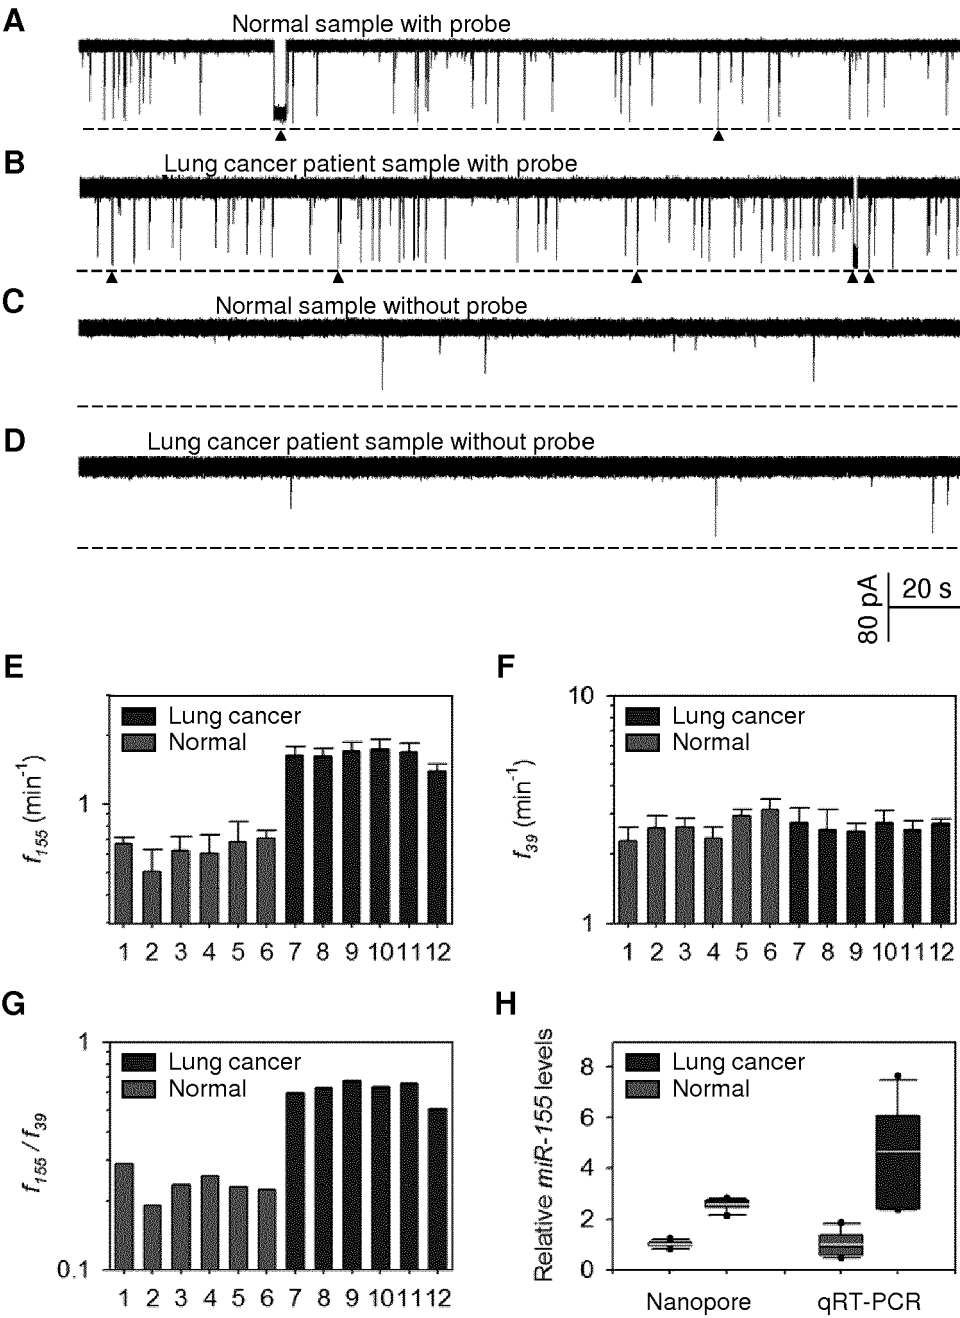 A
Normal sample with probe
B
Lung cancer patient sample with probe
C
Normal sample without probe
D
Lung cancer patient sample without probe
80 pA
20 s
E
f155 (min-1)
1
Lung cancer
Normal
1 2 3 4 5 6 7 8 9 10 11 12
F
f39 (min-1)
10
1
Lung cancer
Normal
1 2 3 4 5 6 7 8 9 10 11 12
G
f155 / f39
1
0.1
Lung cancer
Normal
1 2 3 4 5 6 7 8 9 10 11 12
H
Relative miR-155 levels
8
6
4
2
0
Lung cancer
Normal
Nanopore qRT-PCR